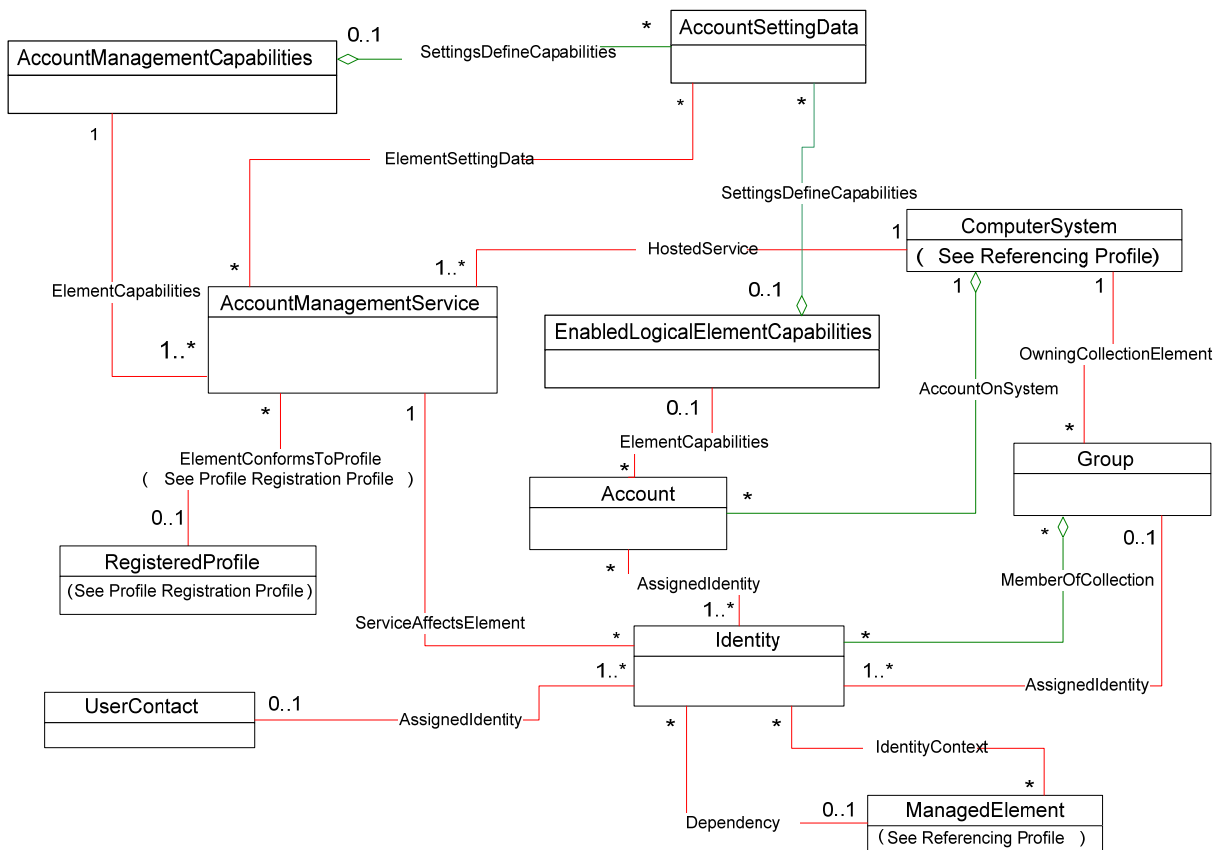 0..1
*
AccountSettingData
AccountManagementCapabilities
SettingsDefineCapabilities
1
*
*
ElementSettingData
SettingsDefineCapabilities
ComputerSystem
( See Referencing Profile)
1
HostedService
1..*
*
ElementCapabilities
0..1
1
1
AccountManagementService
EnabledLogicalElementCapabilities
1..*
OwningCollectionElement
AccountOnSystem
*
1
0..1
ElementCapabilities
*
*
ElementConformsToProfile
( See Profile Registration Profile )
Group
Account
*
0..1
*
0..1
RegisteredProfile
(See Profile Registration Profile)
*
AssignedIdentity
MemberOfCollection
1..*
ServiceAffectsElement
*
Identity
*
1..*
1..*
AssignedIdentity
UserContact
0..1
AssignedIdentity
*
*
IdentityContext
*
Dependency
0..1
ManagedElement
(See Referencing Profile )